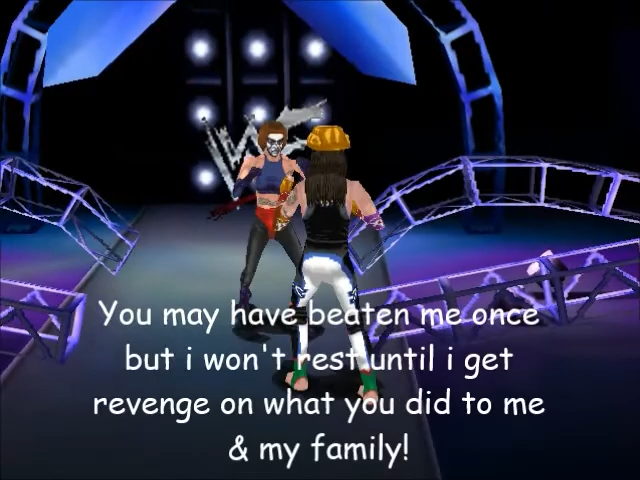 WF
You may have beaten me once
but i won't rest until i get
revenge on what you did to me
& my family!